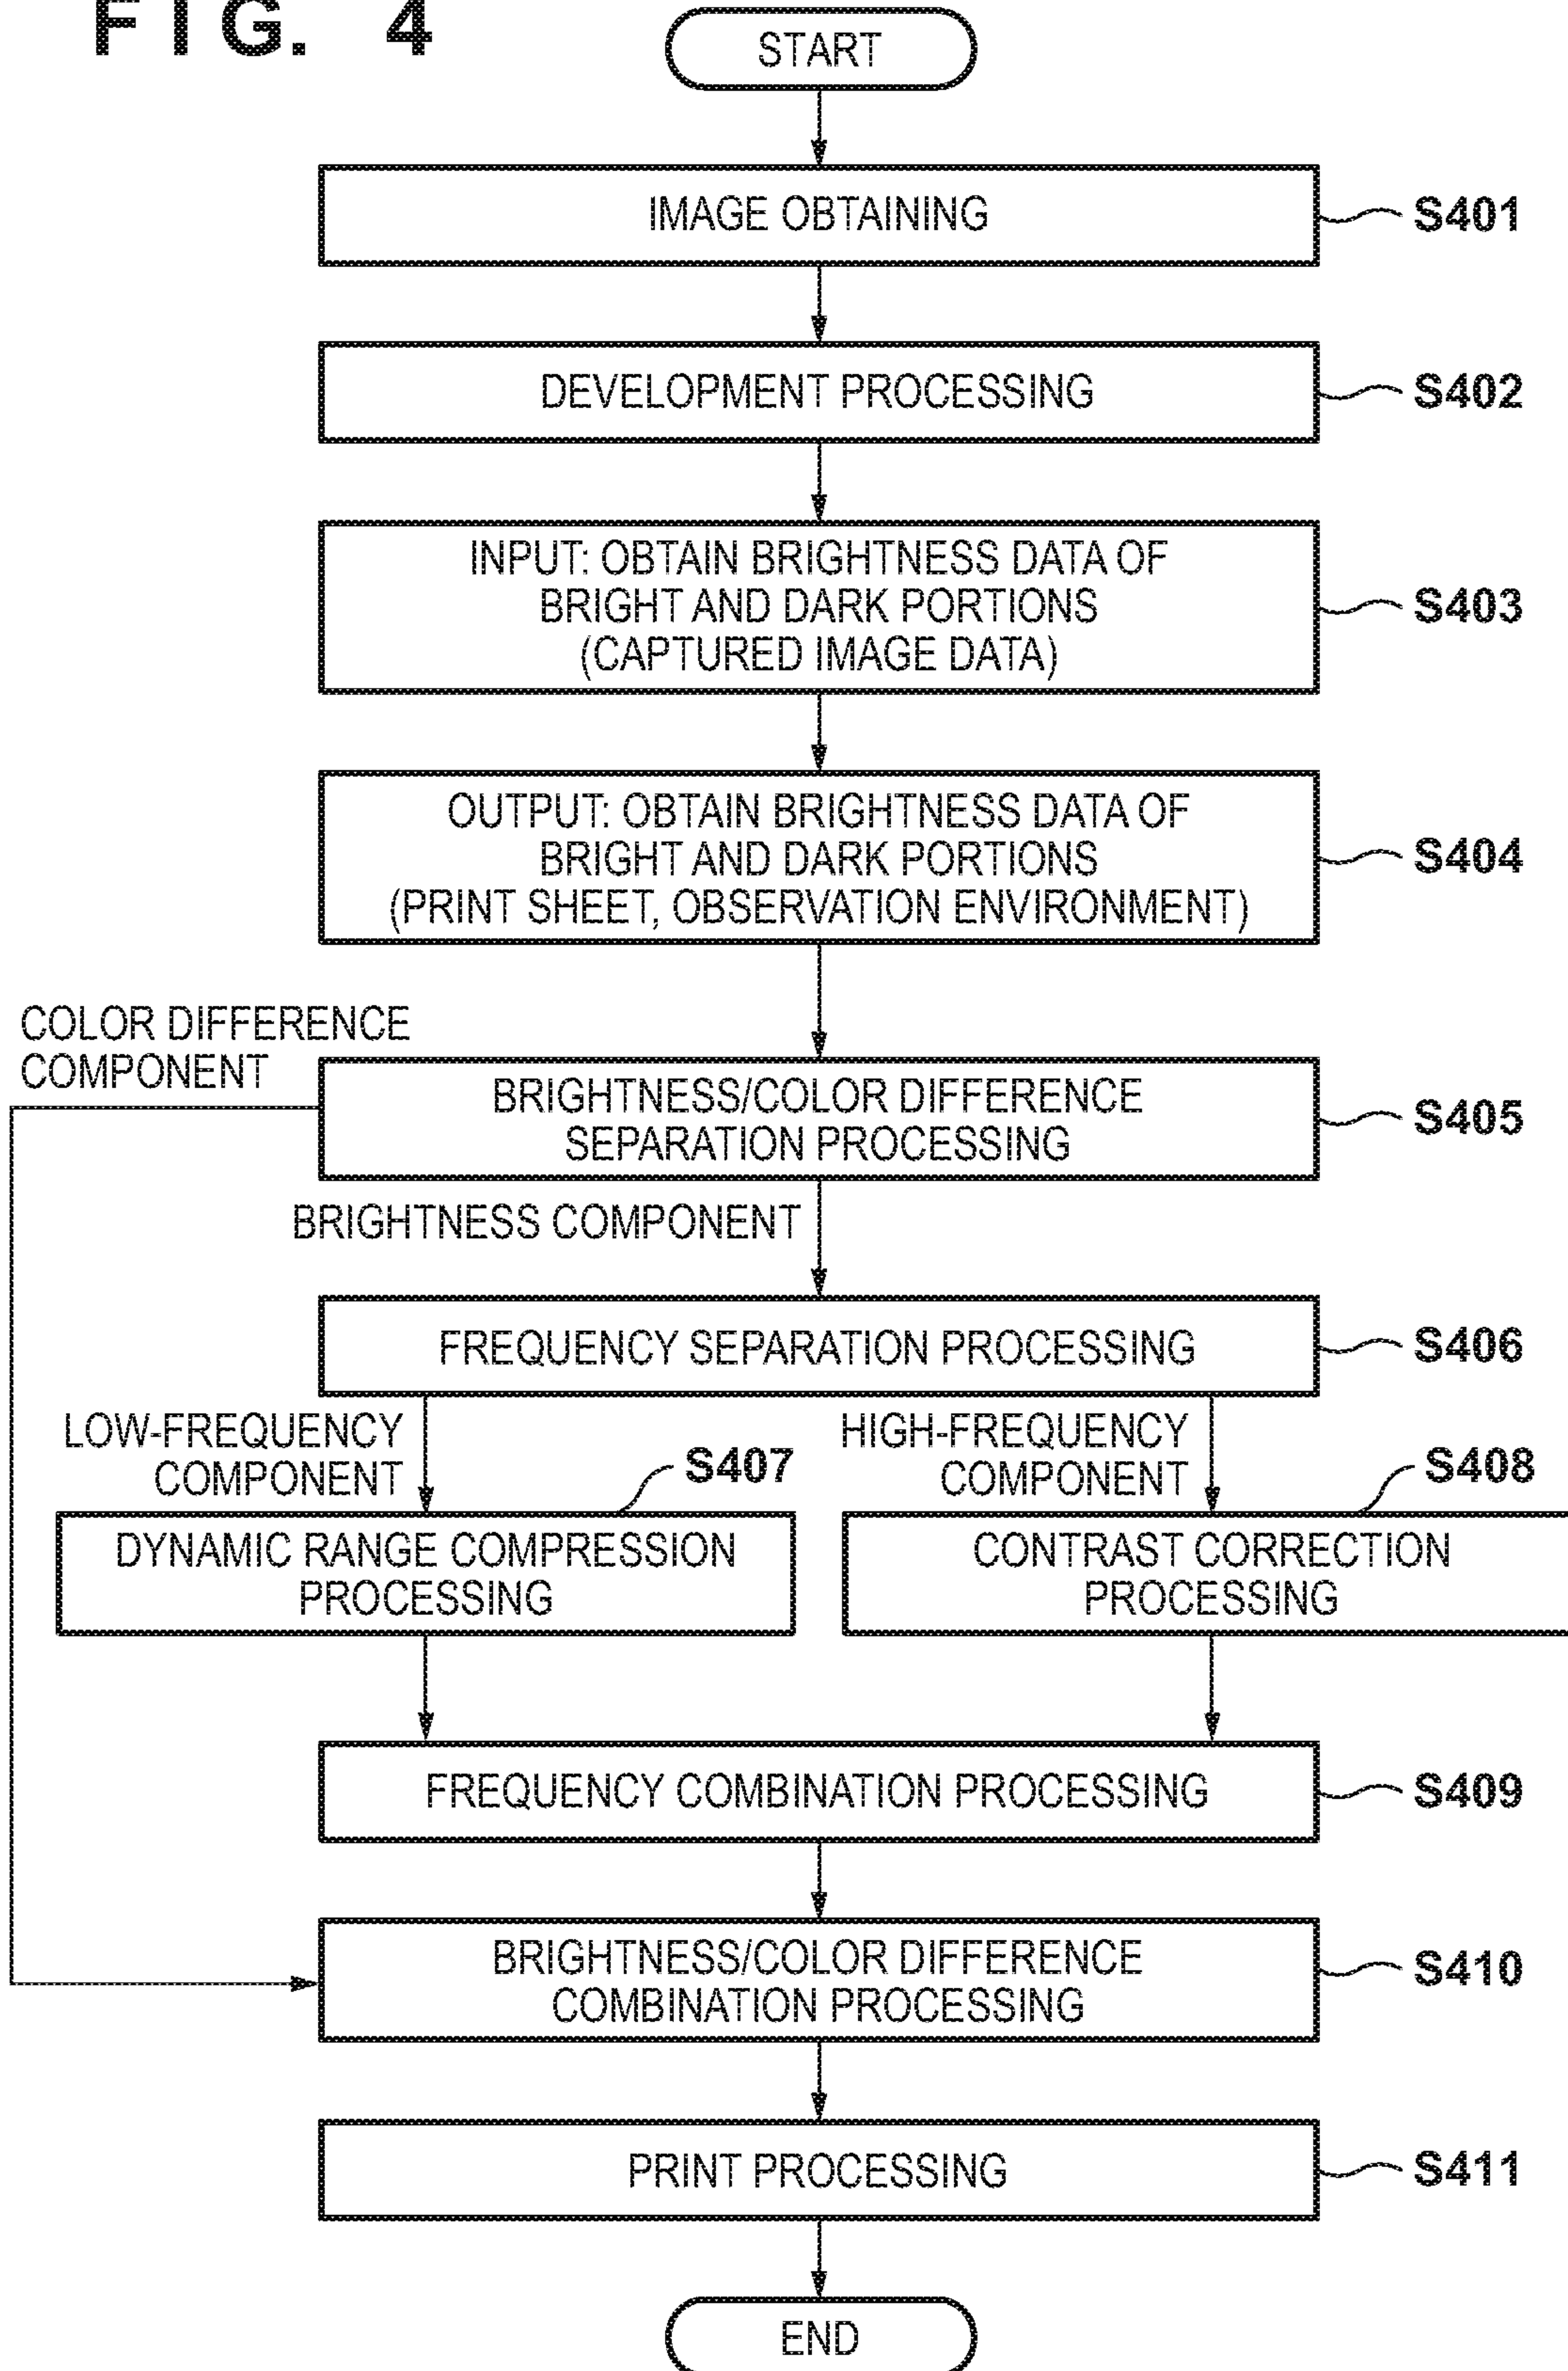 FIG. 4
START
IMAGE OBTAINING
S401
DEVELOPMENT PROCESSING
S402
INPUT: OBTAIN BRIGHTNESS DATA OF
BRIGHT AND DARK PORTIONS
(CAPTURED IMAGE DATA)
S403
OUTPUT: OBTAIN BRIGHTNESS DATA OF
BRIGHT AND DARK PORTIONS
(PRINT SHEET, OBSERVATION ENVIRONMENT)
S404
COLOR DIFFERENCE
COMPONENT
BRIGHTNESS/COLOR DIFFERENCE
SEPARATION PROCESSING
S405
BRIGHTNESS COMPONENT
FREQUENCY SEPARATION PROCESSING
S406
LOW-FREQUENCY
COMPONENT
S407
HIGH-FREQUENCY
COMPONENT
S408
DYNAMIC RANGE COMPRESSION
PROCESSING
CONTRAST CORRECTION
PROCESSING
FREQUENCY COMBINATION PROCESSING
S409
BRIGHTNESS/COLOR DIFFERENCE
COMBINATION PROCESSING
S410
PRINT PROCESSING
S411
END